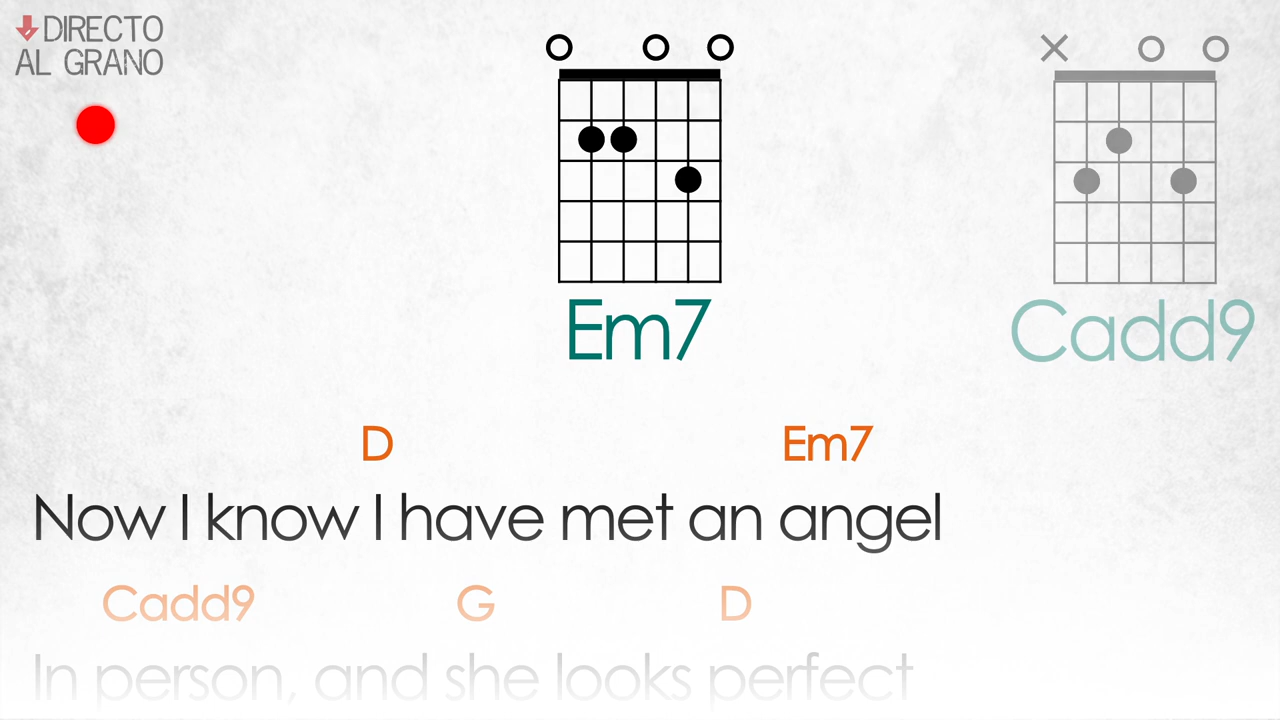 DIRECTO
AL GRANO
Em7
Cadd9
D Em7
Now I know I have met an angel
Cadd9 G D
In person, and she looks perfect